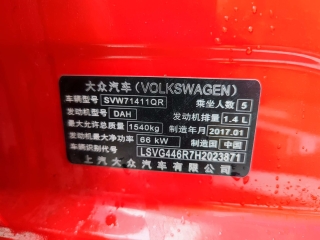 大众汽车(VOLKSWAGEN)
车辆型号 SVW71411QR 乘坐人数 5
发动机型号 DAH 发动机排量 1.4 L
最大允许总质量 1540kg 制造年月 2017.01
发动机最大净功率 66 kW 制造国 中国
车辆识别代号 LSVG446R7H2023871
上汽大众汽车有限公司